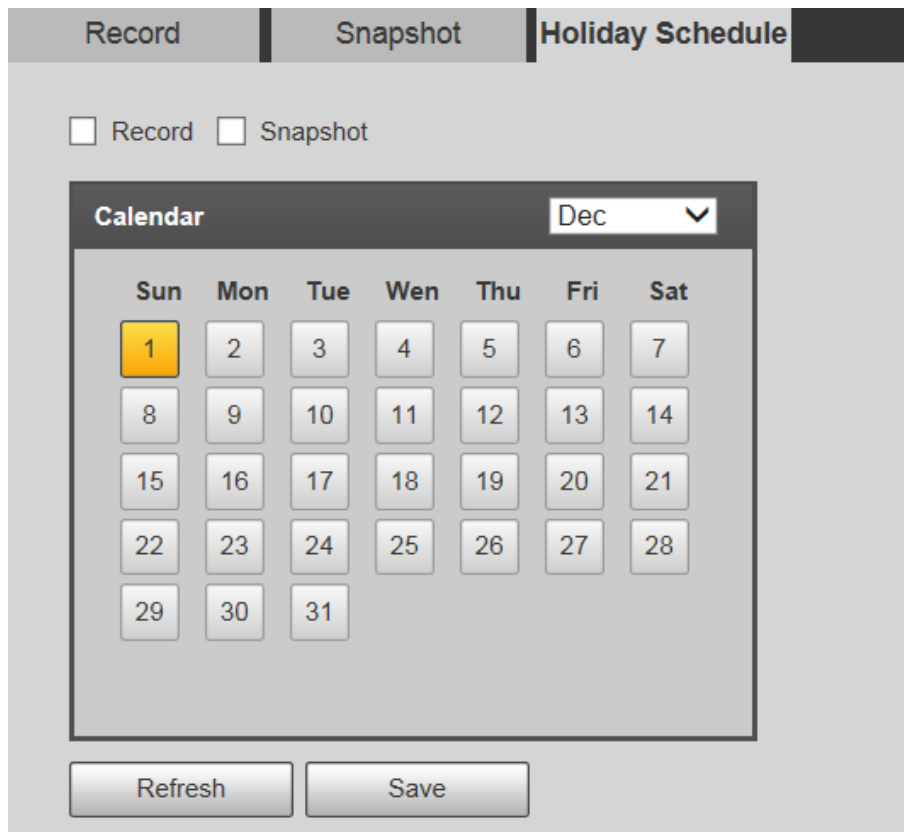 Record Snapshot Holiday Schedule
Record Snapshot
Calendar Dec
Sun Mon Tue Wen Thu Fri Sat
1 2 3 4 5 6 7
8 9 10 11 12 13 14
15 16 17 18 19 20 21
22 23 24 25 26 27 28
29 30 31
Refresh Save